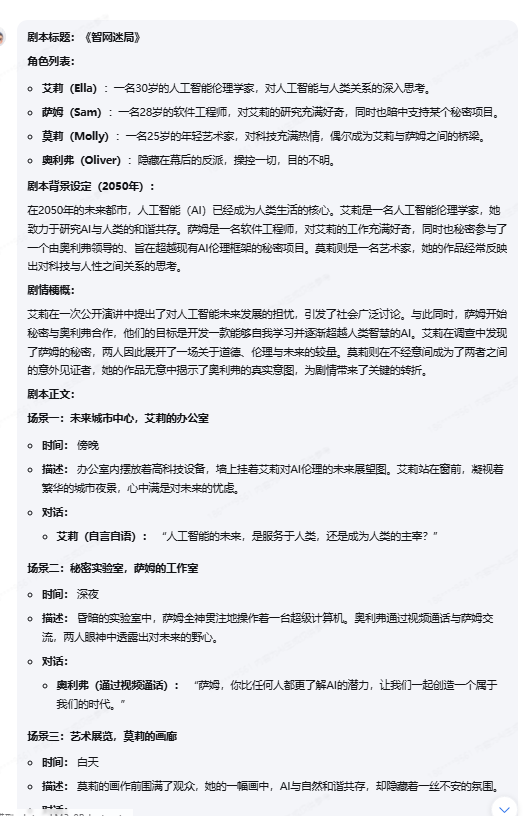 剧本标题：《智网迷局》
角色列表：
艾莉（Ella）：一名30岁的人工智能伦理学家，对人工智能与人类关系的深入思考。
萨姆（Sam）：一名28岁的软件工程师，对艾莉的研究充满好奇，同时也暗中支持某个秘密项目。
莫莉（Molly）：一名25岁的年轻艺术家，对科技充满热情，偶尔成为艾莉与萨姆之间的桥梁。
奥利弗（Oliver）：隐藏在幕后的反派，操控一切，目的不明。
剧本背景设定（2050年）：
在2050年的未来都市，人工智能（AI）已经成为人类生活的核心。艾莉是一名人工智能伦理学家，她
致力于研究AI与人类的和谐共存。萨姆是一名软件工程师，对艾莉的工作充满好奇，同时也秘密参与了
一个由奥利弗领导的、旨在超越现有AI伦理框架的秘密项目。莫莉则是一名艺术家，她的作品经常反映
出对科技与人性之间关系的思考。
剧情梗概：
艾莉在一次公开演讲中提出了对人工智能未来发展的担忧，引发了社会广泛讨论。与此同时，萨姆开始
秘密与奥利弗合作，他们的目标是开发一款能够自我学习并逐渐超越人类智慧的AI。艾莉在调查中发现
了萨姆的秘密，两人因此展开了一场关于道德、伦理与未来的较量。莫莉则在不经意间成为了两者之间
的意外见证者，她的作品无意中揭示了奥利弗的真实意图，为剧情带来了关键的转折。
剧本正文：
场景一：未来城市中心，艾莉的办公室
时间：傍晚
描述：办公室内摆放着高科技设备，墙上挂着艾莉对AI伦理的未来展望图。艾莉站在窗前，凝视着
繁华的城市夜景，心中满是对未来的忧虑。
对话：
艾莉（自言自语）：“人工智能的未来，是服务于人类，还是成为人类的主宰？”
场景二：秘密实验室，萨姆的工作室
时间：深夜
描述：昏暗的实验室中，萨姆全神贯注地操作着一台超级计算机。奥利弗通过视频通话与萨姆交
流，两人眼神中透露出对未来的野心。
对话：
奥利弗（通过视频通话）：“萨姆，你比任何人都更了解AI的潜力，让我们一起创造一个属于
我们的时代。”
场景三：艺术展览，莫莉的画廊
时间：白天
描述：莫莉的画作前围满了观众，她的一幅画中，AI与自然和谐共存，却隐藏着一丝不安的氛围。